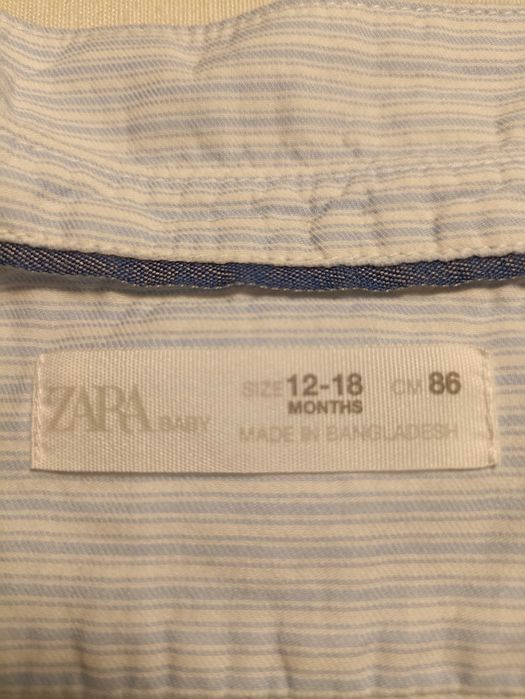 ZARA BABY
SIZE 12-18 MONTHS CM 86
MADE IN BANGLADESH